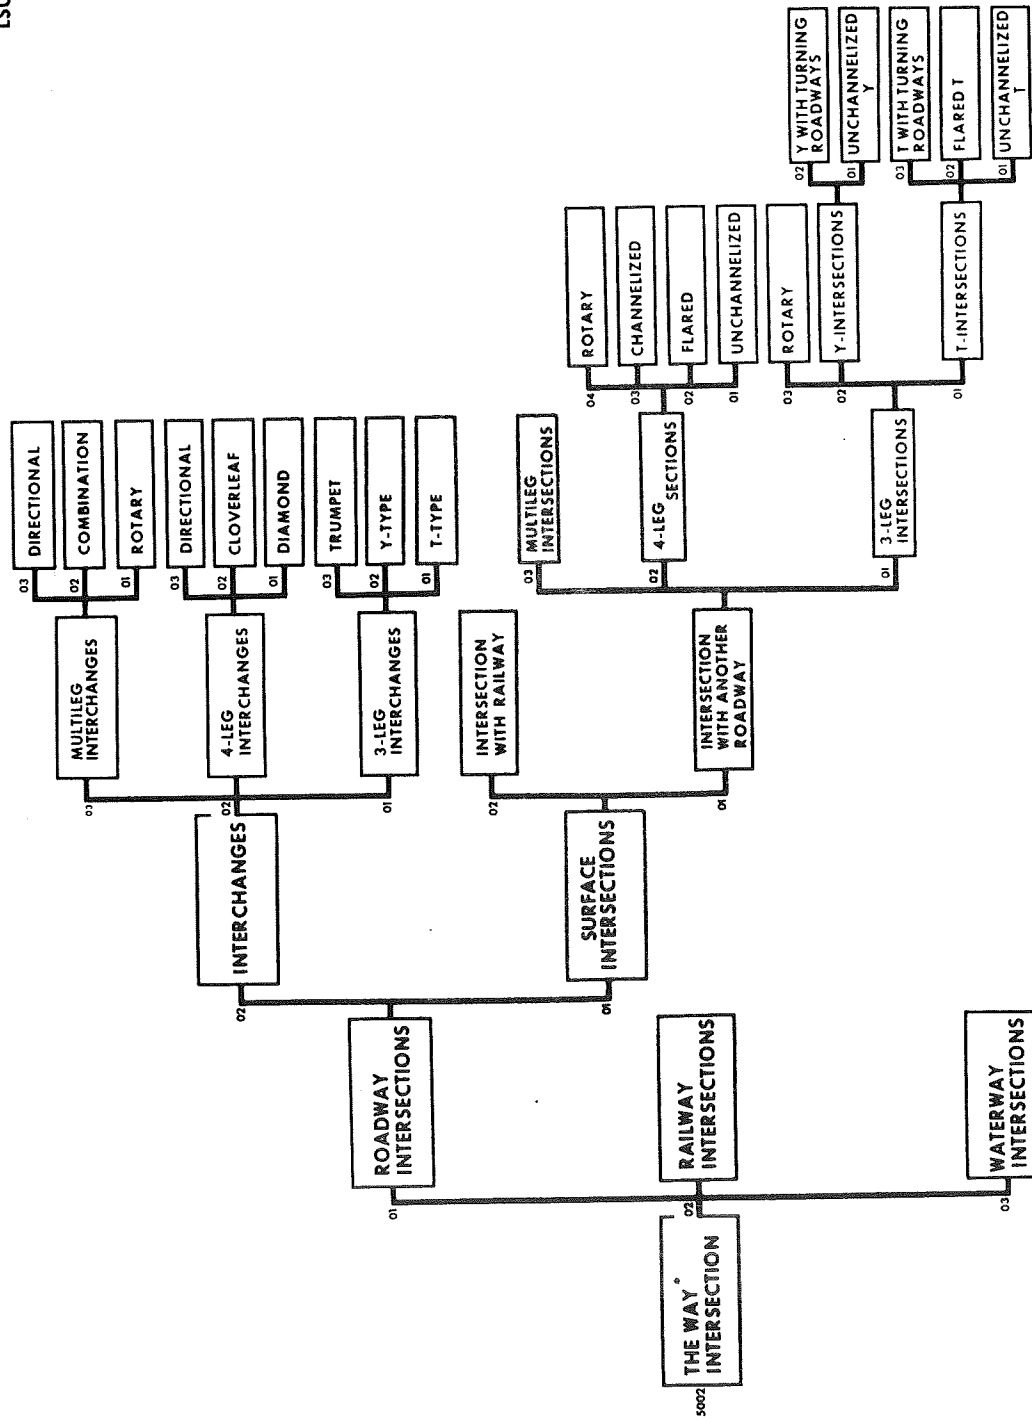 LSC
5002
THE WAY*
INTERSECTION
01
ROADWAY
INTERSECTIONS
02
RAILWAY
INTERSECTIONS
03
WATERWAY
INTERSECTIONS
02
INTERCHANGES
01
SURFACE
INTERSECTIONS
03
MULTILEG
INTERCHANGES
02
4-LEG
INTERCHANGES
01
3-LEG
INTERCHANGES
02
INTERSECTION
WITH RAILWAY
01
INTERSECTION
WITH ANOTHER
ROADWAY
03
DIRECTIONAL
02
COMBINATION
01
ROTARY
03
DIRECTIONAL
02
CLOVERLEAF
01
DIAMOND
03
TRUMPET
02
Y-TYPE
01
T-TYPE
03
MULTILEG
INTERSECTIONS
02
4-LEG
SECTIONS
01
3-LEG
INTERSECTIONS
04
ROTARY
03
CHANNELIZED
02
FLARED
01
UNCHANNELIZED
03
ROTARY
02
Y-INTERSECTIONS
01
T-INTERSECTIONS
02
Y WITH TURNING
ROADWAYS
01
UNCHANNELIZED
Y
03
T WITH TURNING
ROADWAYS
02
FLARED T
01
UNCHANNELIZED
T